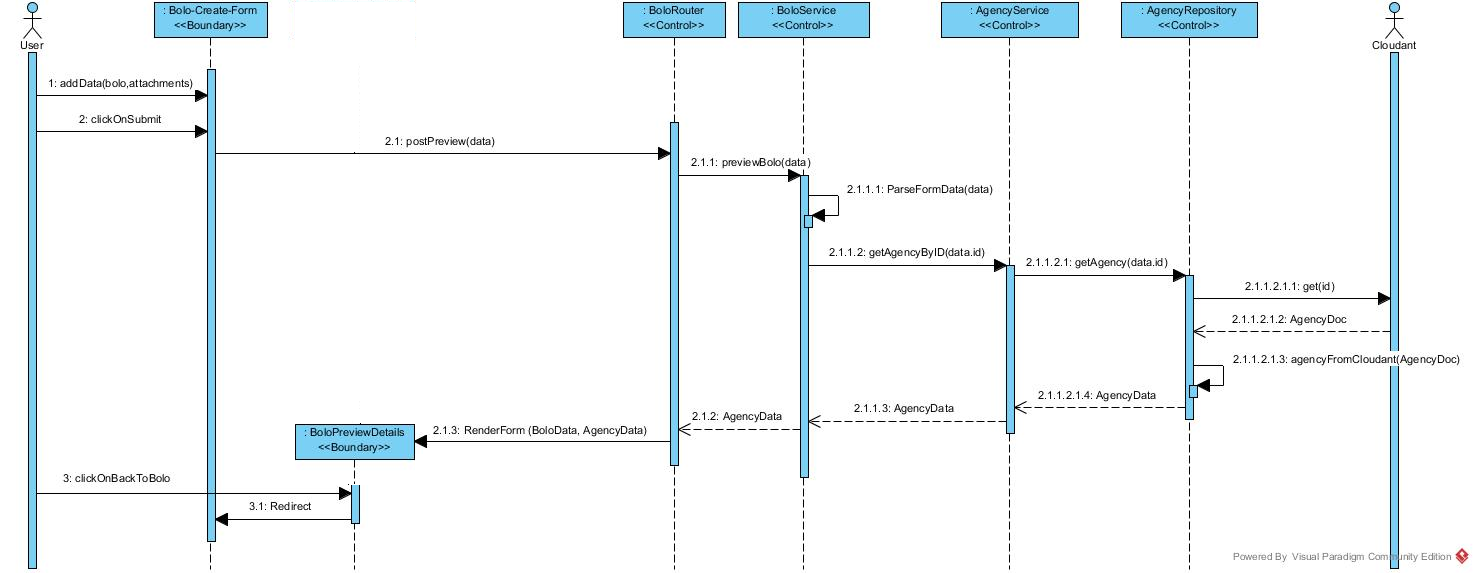 : Bolo-Create-Form
<<Boundary>>
: BoloRouter
<<Control>>
: BoloService
<<Control>>
: AgencyService
<<Control>>
: AgencyRepository
<<Control>>
User
Cloudant
1: addData(bolo,attachments)
2: clickOnSubmit
2.1: postPreview(data)
2.1.1: previewBolo(data)
2.1.1.1: ParseFormData(data)
2.1.1.2: getAgencyByID(data.id)
2.1.1.2.1: getAgency(data.id)
2.1.1.2.1.1: get(id)
2.1.1.2.1.2: AgencyDoc
2.1.1.2.1.3: agencyFromCloudant(AgencyDoc)
2.1.1.2.1.4: AgencyData
2.1.1.3: AgencyData
2.1.2: AgencyData
2.1.3: RenderForm (BoloData, AgencyData)
: BoloPreviewDetails
<<Boundary>>
3: clickOnBackToBolo
3.1: Redirect
Powered By Visual Paradigm Community Edition